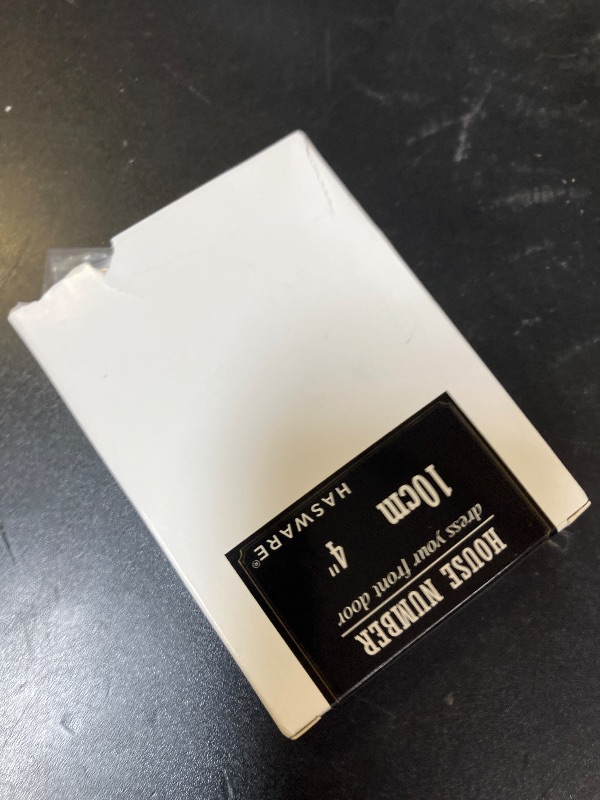 HOUSE NUMBER
dress your front door
10cm 4"
HASWARE®